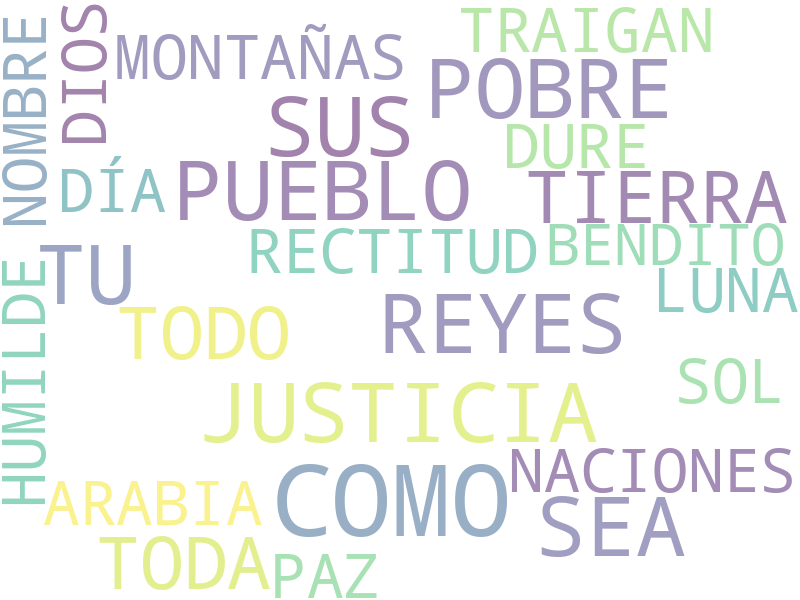 TRAIGAN
DIOS
MONTAÑAS
NOMBRE
POBRE
SUS
DURE
PUEBLO
DÍA
TIERRA
RECTITUD
BENDITO
TU
LUNA
HUMILDE
REYES
TODO
SOL
JUSTICIA
NACIONES
COMO
ARABIA
SEA
TODA
PAZ